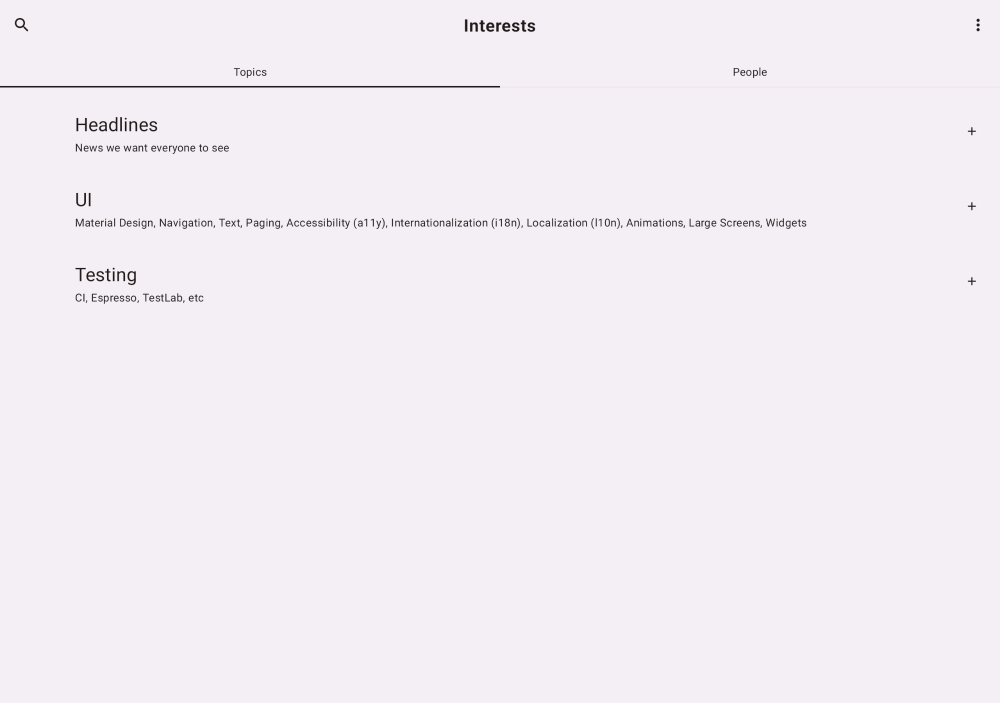 Interests
Topics
People
Headlines
News we want everyone to see
UI
Material Design, Navigation, Text, Paging, Accessibility (a11y), Internationalization (i18n), Localization (l10n), Animations, Large Screens, Widgets
Testing
CI, Espresso, TestLab, etc